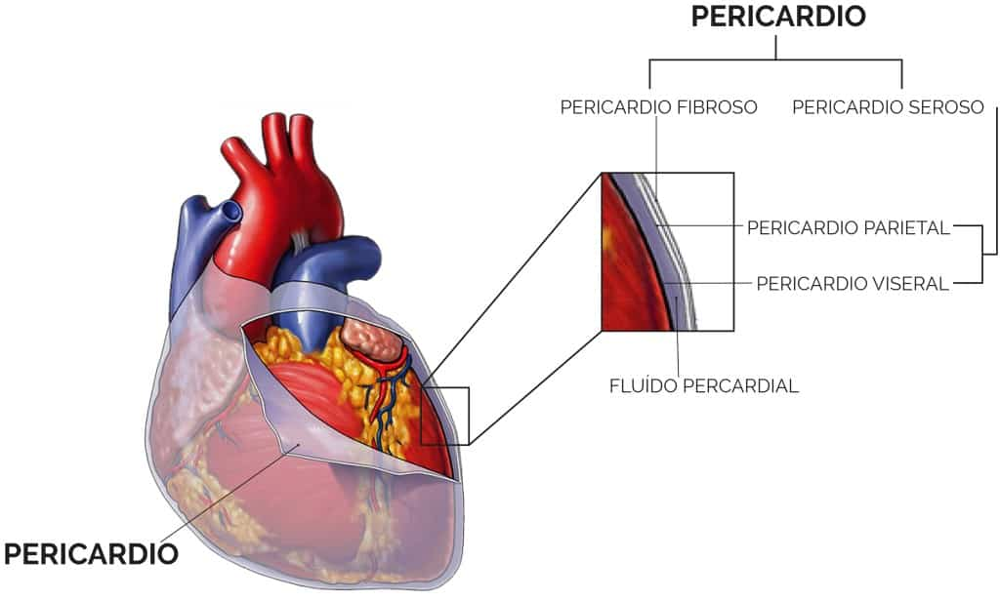 PERICARDIO
PERICARDIO FIBROSO
PERICARDIO SEROSO
PERICARDIO PARIETAL
PERICARDIO VISERAL
FLUÍDO PERCARDIAL
PERICARDIO